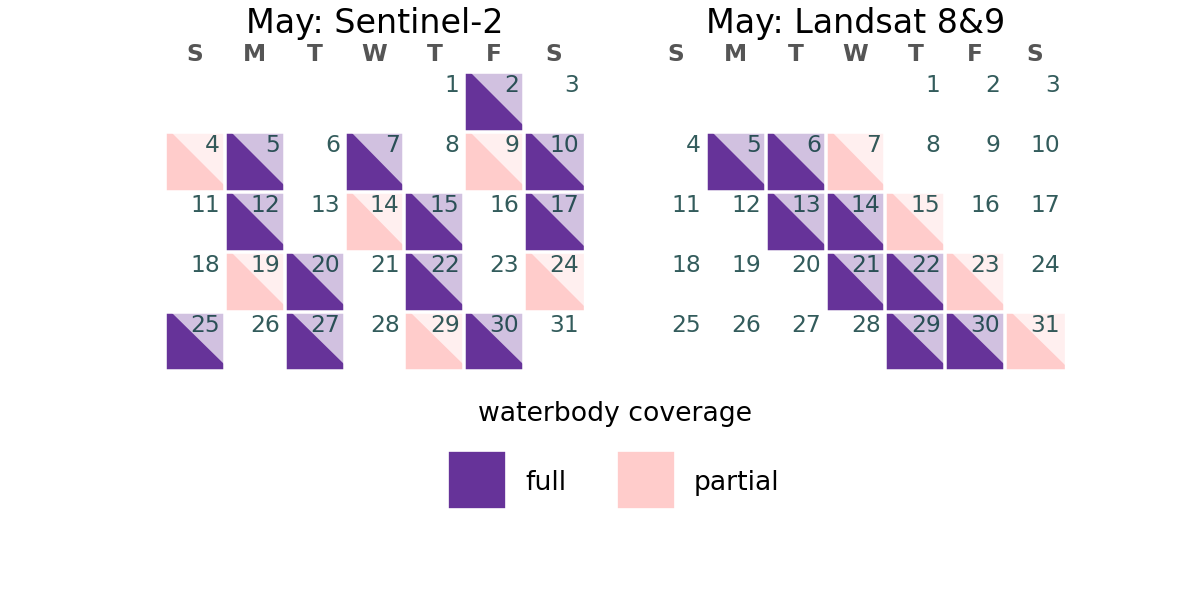 May: Sentinel-2
S M T W T F S
1 2 3
4 5 6 7 8 9 10
11 12 13 14 15 16 17
18 19 20 21 22 23 24
25 26 27 28 29 30 31
May: Landsat 8&9
S M T W T F S
1 2 3
4 5 6 7 8 9 10
11 12 13 14 15 16 17
18 19 20 21 22 23 24
25 26 27 28 29 30 31
waterbody coverage
full
partial